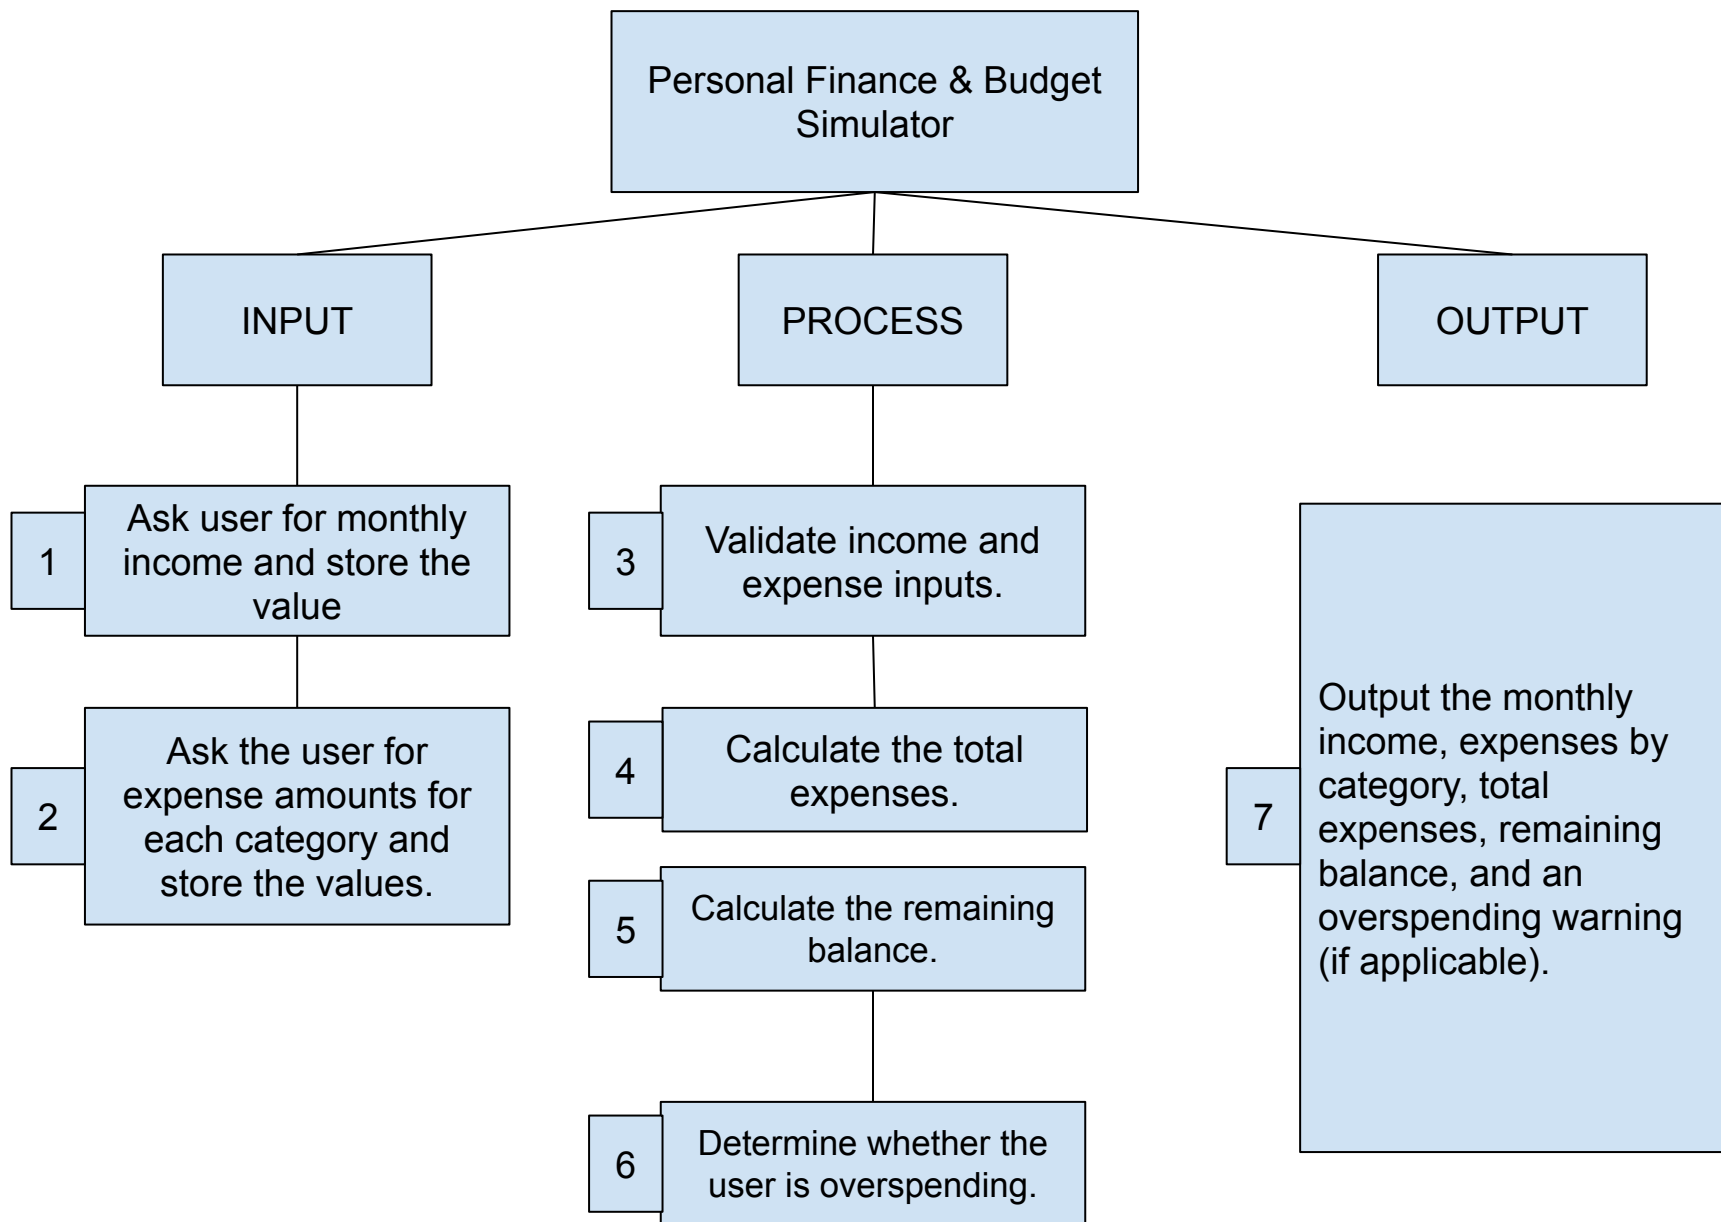 Personal Finance & Budget
Simulator
INPUT
PROCESS
OUTPUT
1
Ask user for monthly
income and store the
value
2
Ask the user for
expense amounts for
each category and
store the values.
3
Validate income and
expense inputs.
4
Calculate the total
expenses.
5
Calculate the remaining
balance.
6
Determine whether the
user is overspending.
7
Output the monthly
income, expenses by
category, total
expenses, remaining
balance, and an
overspending warning
(if applicable).